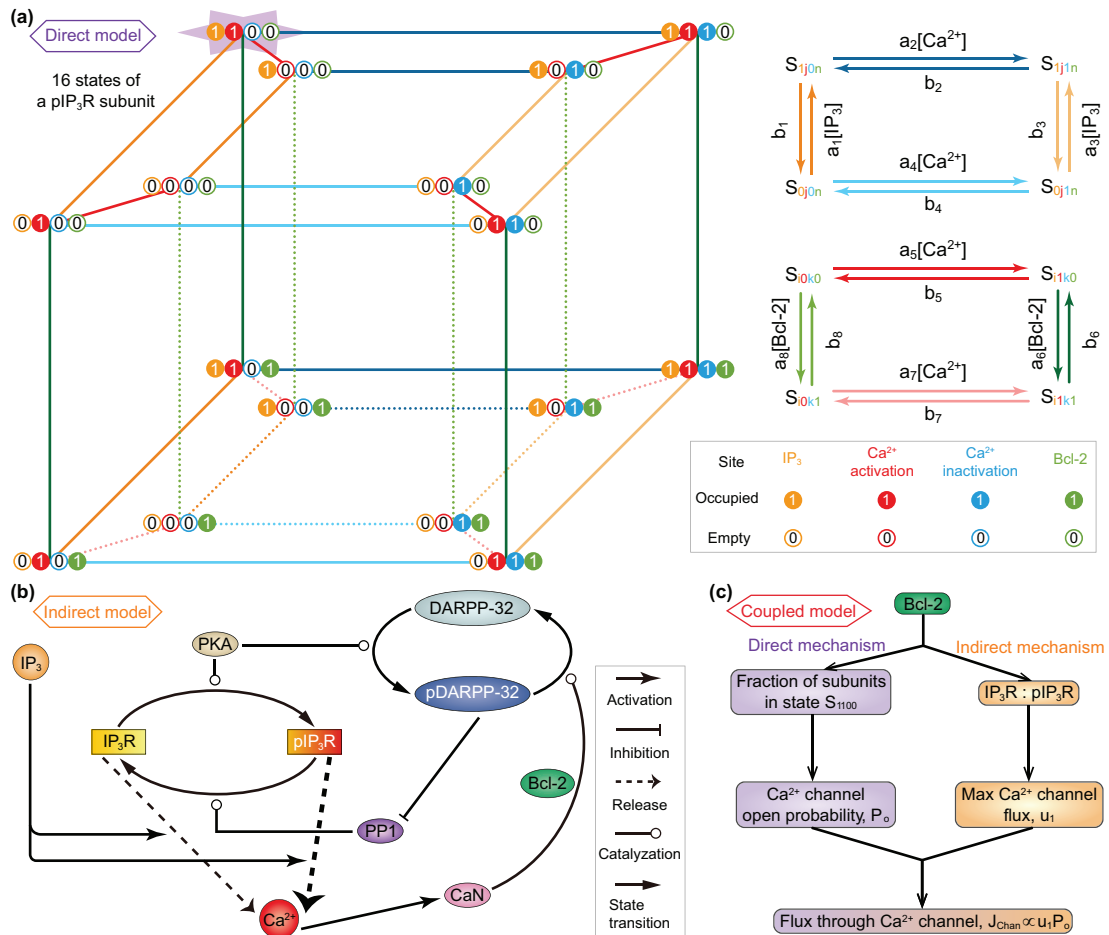 (a)
Direct model
16 states of
a pIP₃R subunit
1100
1110
1000
1010
0000
0010
0100
0110
1101
1111
1001
1011
0001
0011
0101
0111
a₂[Ca²⁺]
S₁ⱼ₀ₙ
S₁ⱼ₁ₙ
b₂
b₁
a₁[IP₃]
b₃
a₃[IP₃]
a₄[Ca²⁺]
S₀ⱼ₀ₙ
S₀ⱼ₁ₙ
b₄
a₅[Ca²⁺]
Sᵢ₀ₖ₀
Sᵢ₁ₖ₀
b₅
a₈[Bcl-2]
b₈
a₆[Bcl-2]
b₆
a₇[Ca²⁺]
Sᵢ₀ₖ₁
Sᵢ₁ₖ₁
b₇
Site IP₃ Ca²⁺ activation Ca²⁺ inactivation Bcl-2
Occupied 1 1 1 1
Empty 0 0 0 0
(b)
Indirect model
DARPP-32
PKA
IP₃
pDARPP-32
IP₃R
pIP₃R
Bcl-2
PP1
CaN
Ca²⁺
Activation
Inhibition
Release
Catalyzation
State
transition
(c)
Coupled model
Bcl-2
Direct mechanism
Indirect mechanism
Fraction of subunits
in state S₁₁₀₀
IP₃R : pIP₃R
Ca²⁺ channel
open probability, Pₒ
Max Ca²⁺ channel
flux, u₁
Flux through Ca²⁺ channel, J_Chan ∝ u₁Pₒ